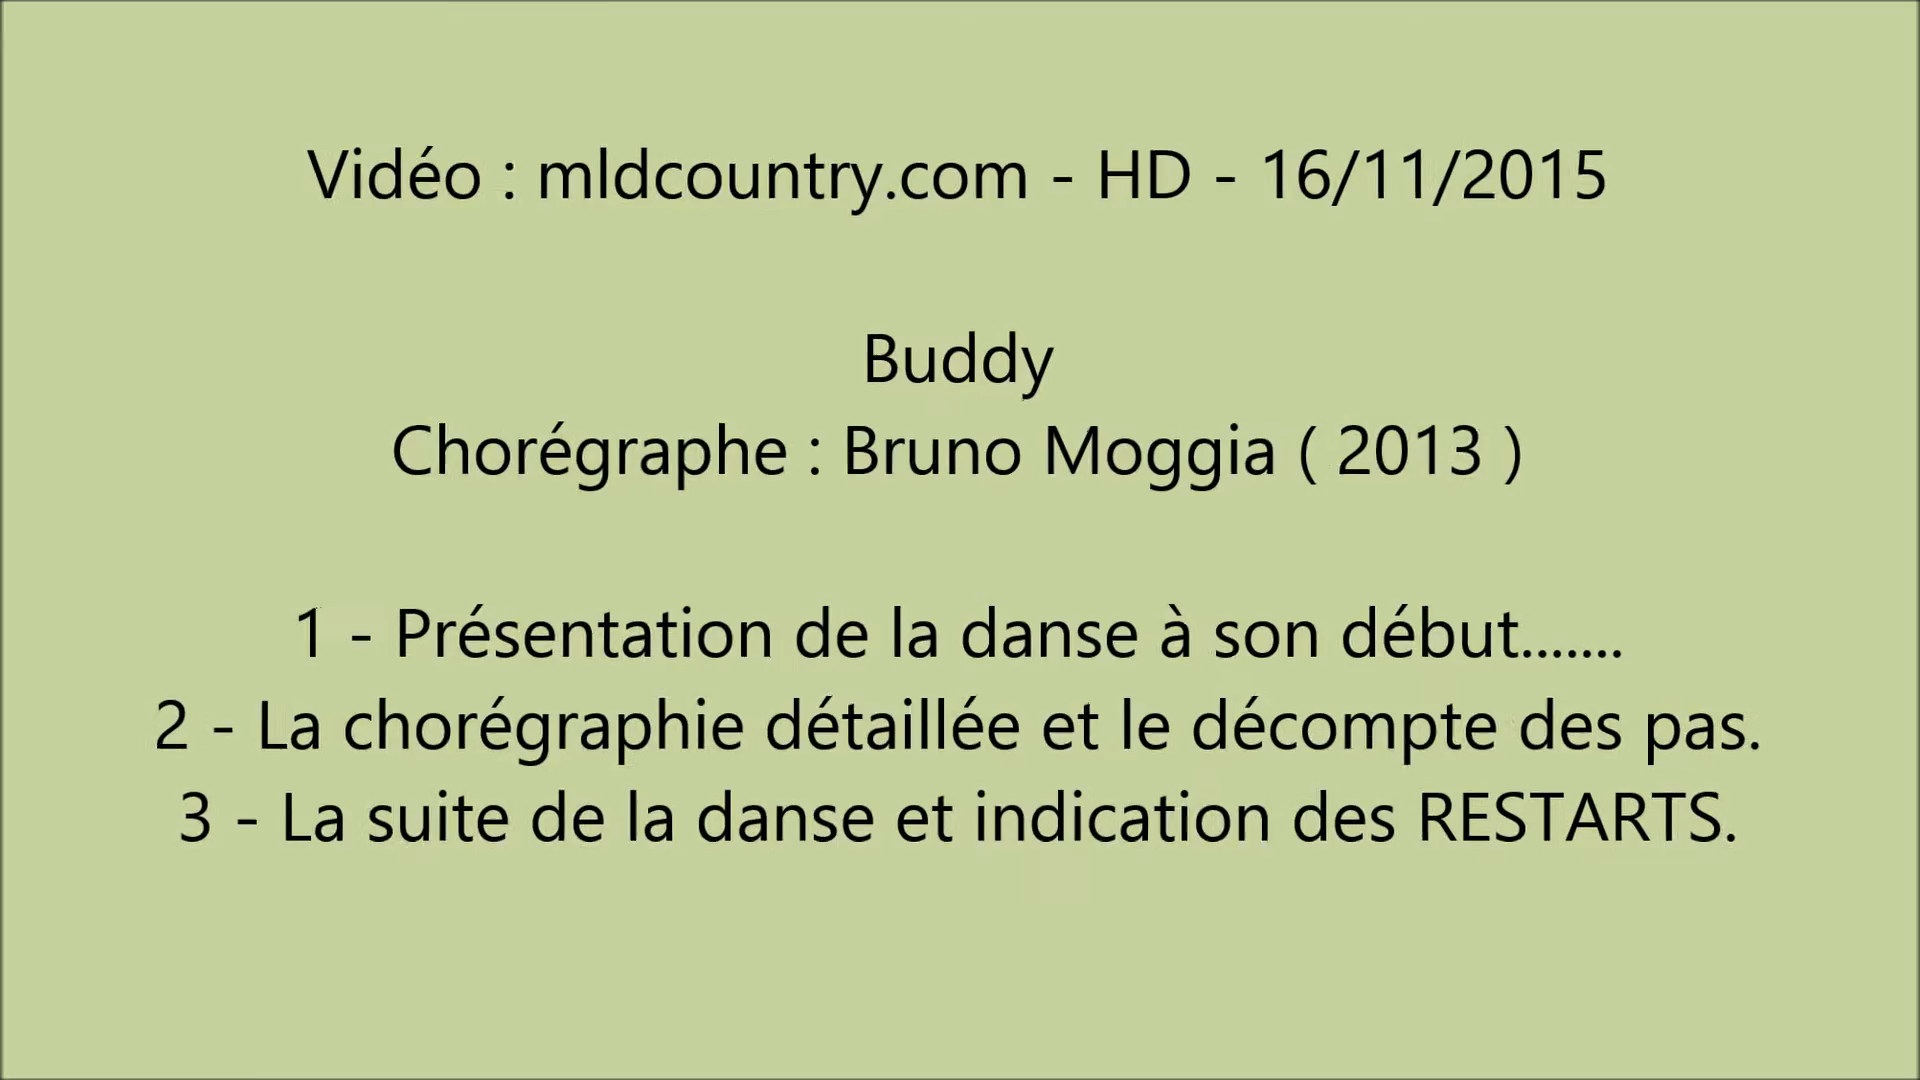 Vidéo : mldcountry.com - HD - 16/11/2015
Buddy
Chorégraphe : Bruno Moggia ( 2013 )
1 - Présentation de la danse à son début.......
2 - La chorégraphie détaillée et le décompte des pas.
3 - La suite de la danse et indication des RESTARTS.